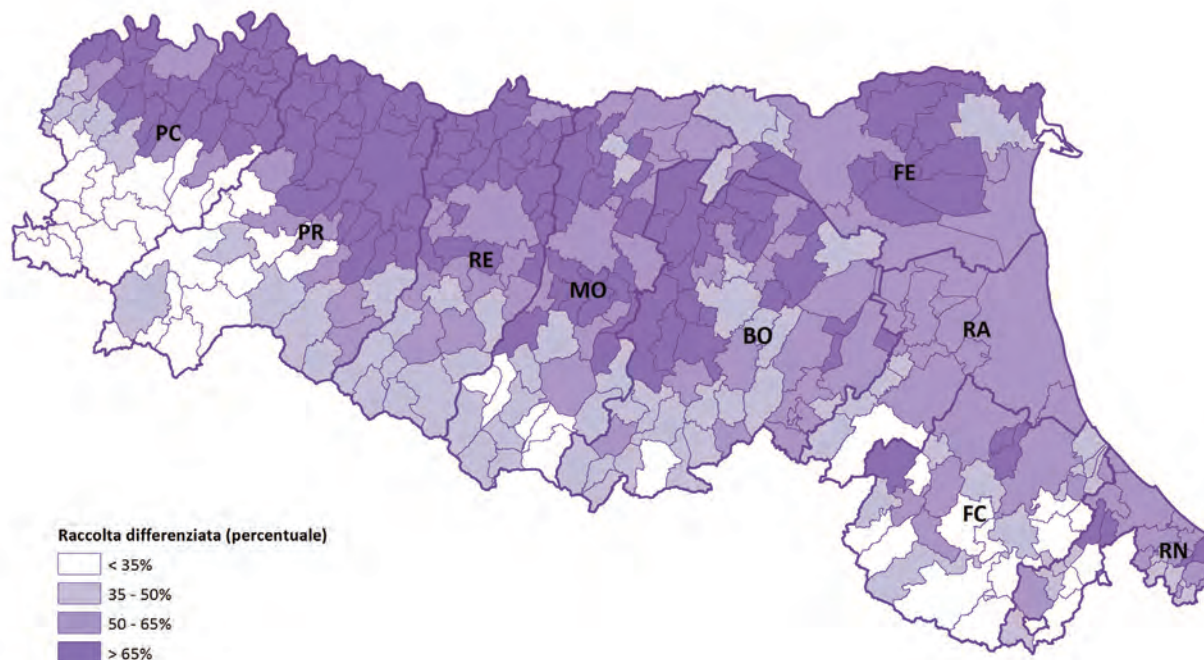 PC
FE
PR
RE
MO
RA
BO
FC
RN
Raccolta differenziata (percentuale)
< 35%
35 - 50%
50 - 65%
> 65%